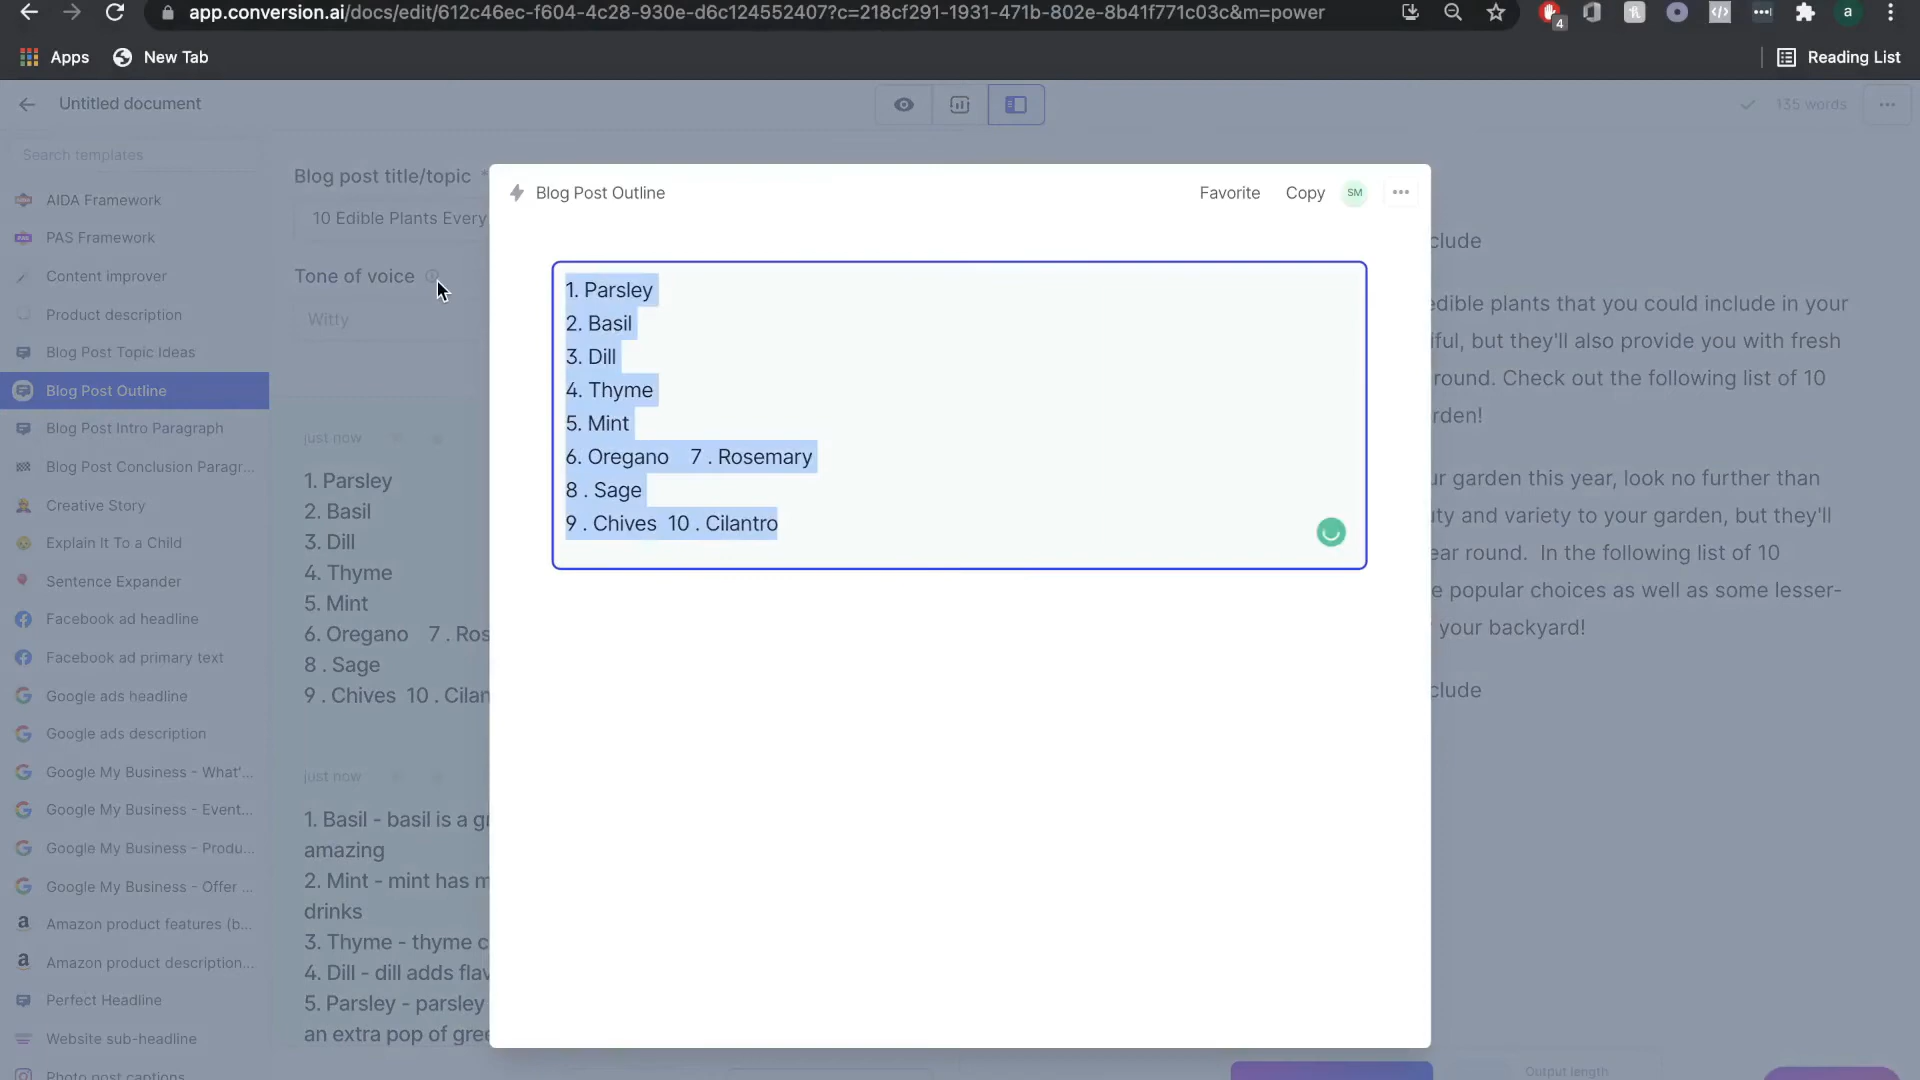 app.conversion.ai/docs/edit/612c46ec-f604-4c28-930e-d6c124552407?c=218cf291-1931-471b-802e-8b41f771c03c&m=power
4
a
Apps
New Tab
Reading List
Untitled document
135 words
Search templates
AIDA Framework
PAS Framework
Content improver
Product description
Blog Post Topic Ideas
Blog Post Outline
Blog Post Intro Paragraph
Blog Post Conclusion Paragr...
Creative Story
Explain It To a Child
Sentence Expander
Facebook ad headline
Facebook ad primary text
Google ads headline
Google ads description
Google My Business - What'...
Google My Business - Event...
Google My Business - Produ...
Google My Business - Offer ...
Amazon product features (b...
Amazon product description...
Perfect Headline
Website sub-headline
Photo post captions
Blog post title/topic *
10 Edible Plants Every
Tone of voice
Witty
just now
1. Parsley
2. Basil
3. Dill
4. Thyme
5. Mint
6. Oregano 7 . Ros
8 . Sage
9 . Chives 10 . Cilan
just now
1. Basil - basil is a gr
amazing
2. Mint - mint has m
drinks
3. Thyme - thyme c
4. Dill - dill adds flav
5. Parsley - parsley
an extra pop of gree
Blog Post Outline
Favorite
Copy
SM
1. Parsley
2. Basil
3. Dill
4. Thyme
5. Mint
6. Oregano 7 . Rosemary
8 . Sage
9 . Chives 10 . Cilantro
clude
edible plants that you could include in your
iful, but they'll also provide you with fresh
round. Check out the following list of 10
rden!
ur garden this year, look no further than
uty and variety to your garden, but they'll
ear round. In the following list of 10
e popular choices as well as some lesser-
your backyard!
clude
Output length